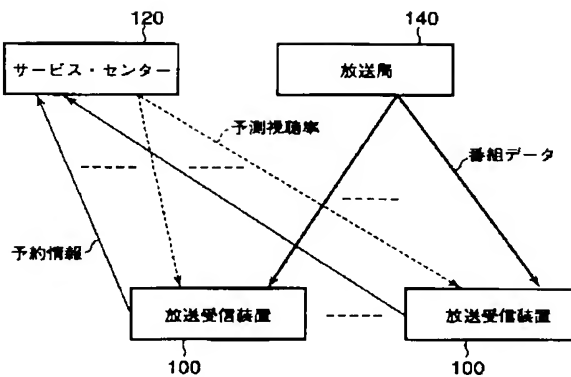 120
140
サービス・センター
放送局
予測視聴率
番組データ
予約情報
放送受信装置
放送受信装置
100
100